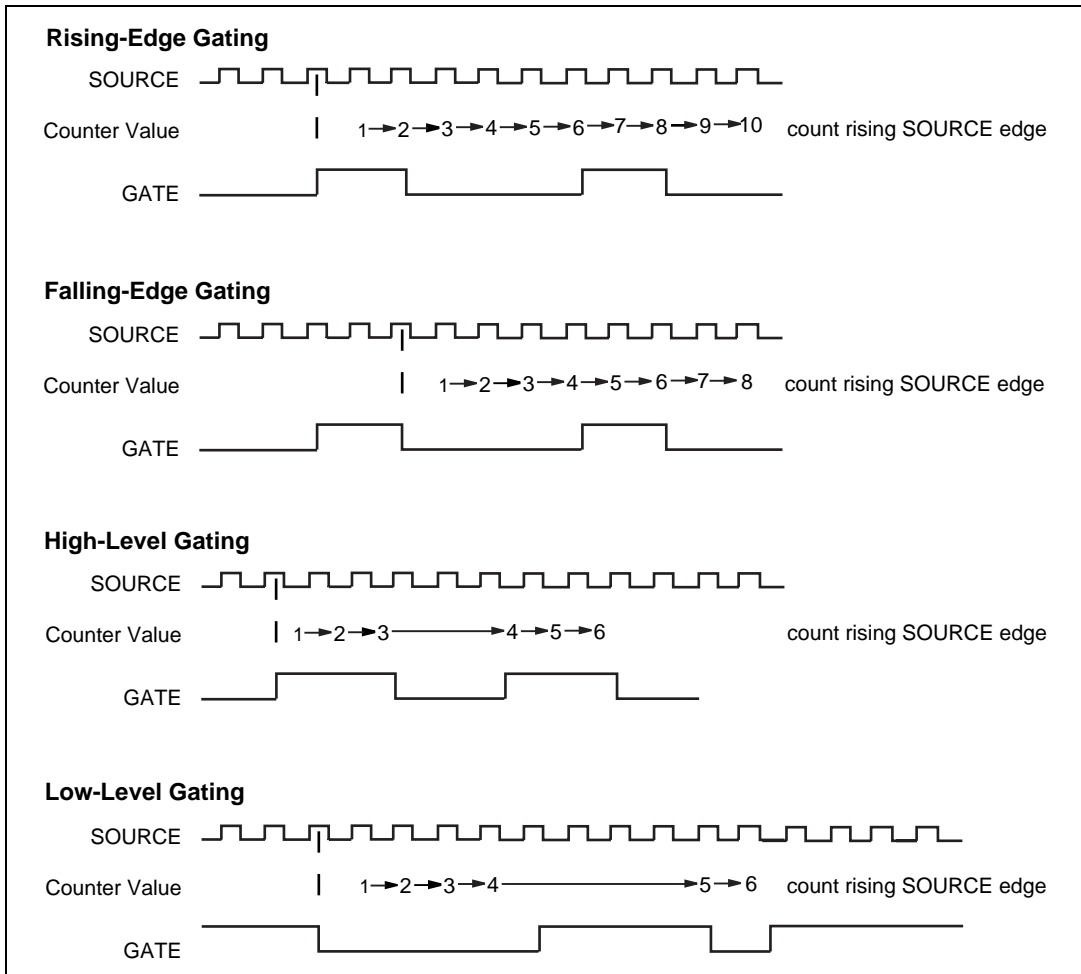 Rising-Edge Gating
SOURCE
Counter Value 1 2 3 4 5 6 7 8 9 10 count rising SOURCE edge
GATE
Falling-Edge Gating
SOURCE
Counter Value 1 2 3 4 5 6 7 8 count rising SOURCE edge
GATE
High-Level Gating
SOURCE
Counter Value 1 2 3 4 5 6 count rising SOURCE edge
GATE
Low-Level Gating
SOURCE
Counter Value 1 2 3 4 5 6 count rising SOURCE edge
GATE